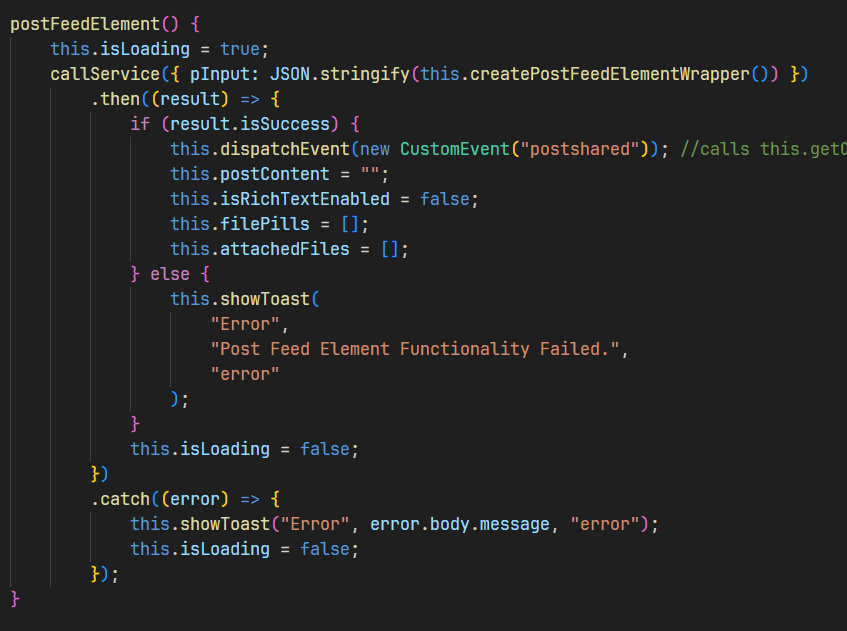 postFeedElement() {
    this.isLoading = true;
    callService({ pInput: JSON.stringify(this.createPostFeedElementWrapper()) })
        .then((result) => {
            if (result.isSuccess) {
                this.dispatchEvent(new CustomEvent("postshared")); //calls this.getC
                this.postContent = "";
                this.isRichTextEnabled = false;
                this.filePills = [];
                this.attachedFiles = [];
            } else {
                this.showToast(
                    "Error",
                    "Post Feed Element Functionality Failed.",
                    "error"
                );
            }
            this.isLoading = false;
        })
        .catch((error) => {
            this.showToast("Error", error.body.message, "error");
            this.isLoading = false;
        });
}